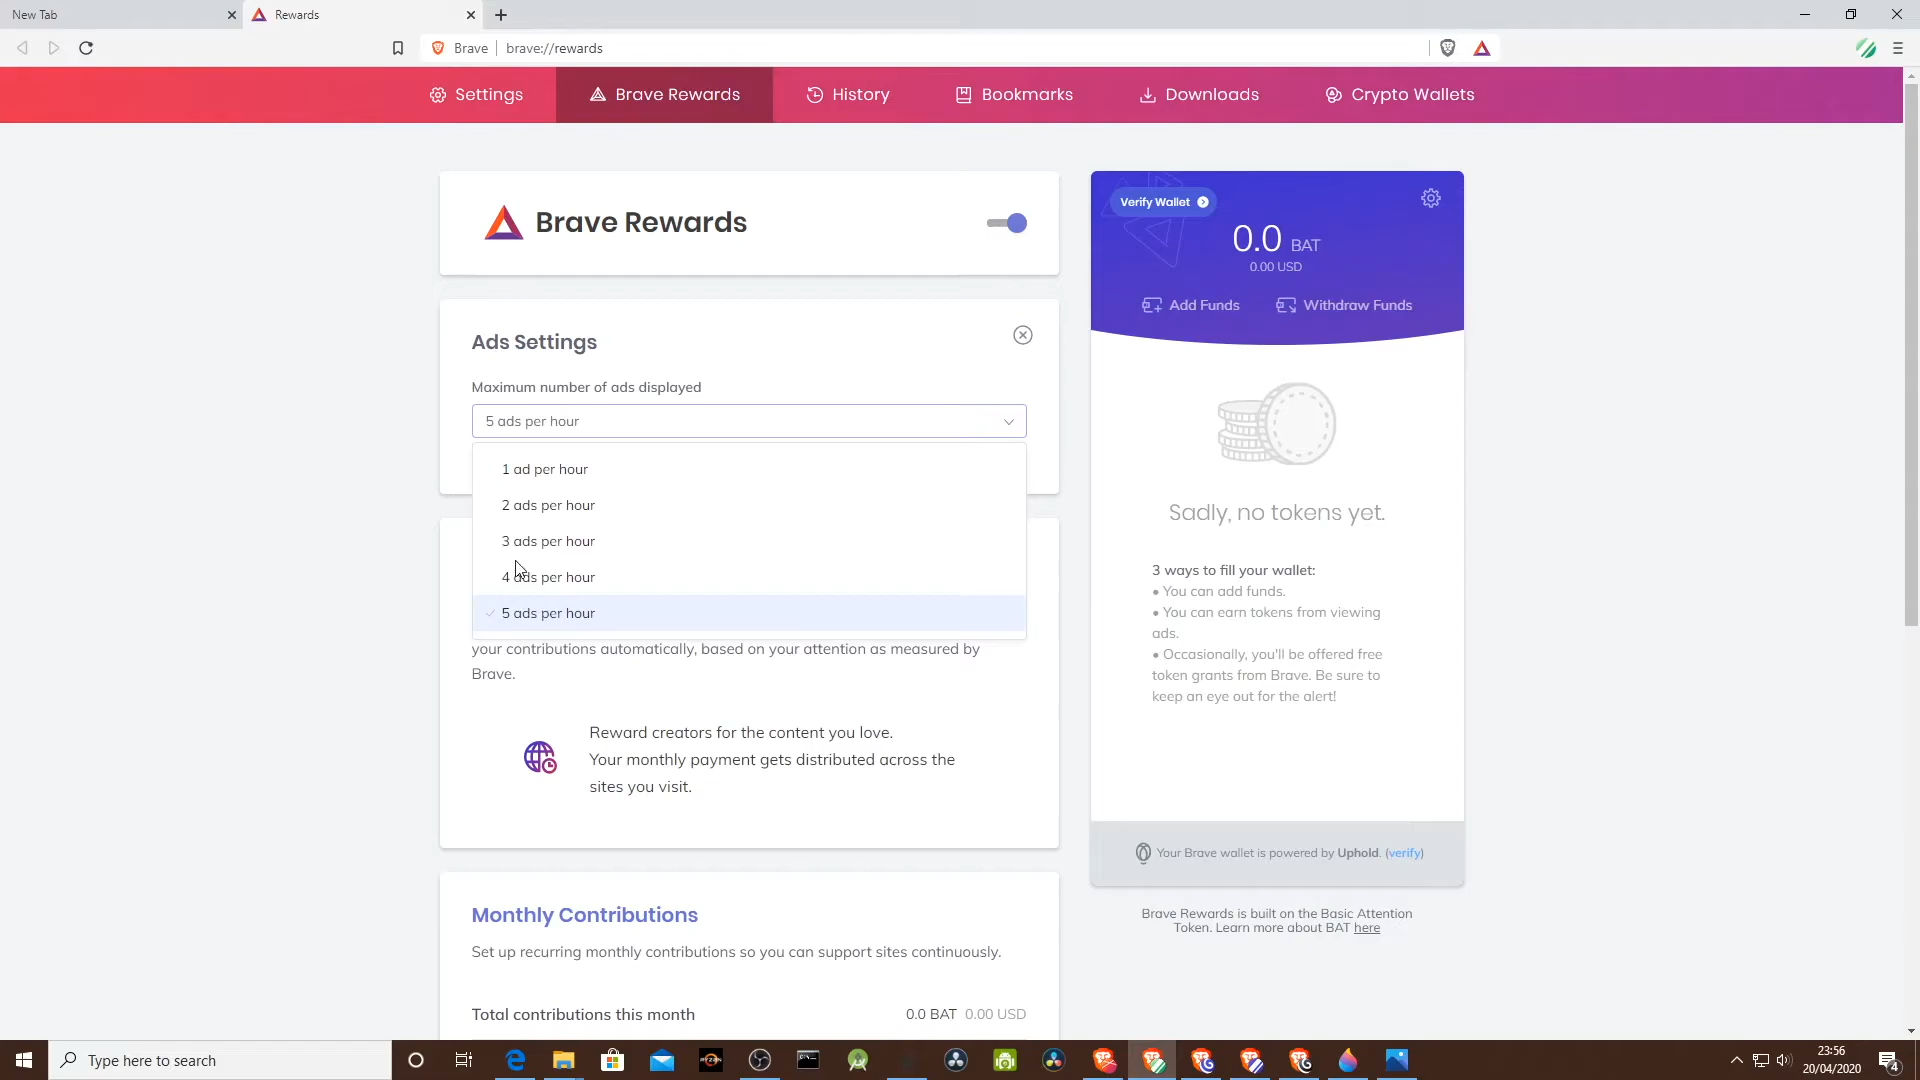 New Tab
Rewards
Brave
brave://rewards
Settings
Brave Rewards
History
Bookmarks
Downloads
Crypto Wallets
Brave Rewards
Ads Settings
Maximum number of ads displayed
5 ads per hour
1 ad per hour
2 ads per hour
3 ads per hour
4 ads per hour
5 ads per hour
your contributions automatically, based on your attention as measured by
Brave.
Reward creators for the content you love.
Your monthly payment gets distributed across the
sites you visit.
Monthly Contributions
Set up recurring monthly contributions so you can support sites continuously.
Total contributions this month
0.0 BAT 0.00 USD
Verify Wallet
0.0 BAT
0.00 USD
Add Funds
Withdraw Funds
Sadly, no tokens yet.
3 ways to fill your wallet:
• You can add funds.
• You can earn tokens from viewing
ads.
• Occasionally, you'll be offered free
token grants from Brave. Be sure to
keep an eye out for the alert!
Your Brave wallet is powered by Uphold. (verify)
Brave Rewards is built on the Basic Attention
Token. Learn more about BAT here
Type here to search
RYZEN
23:56
20/04/2020
4